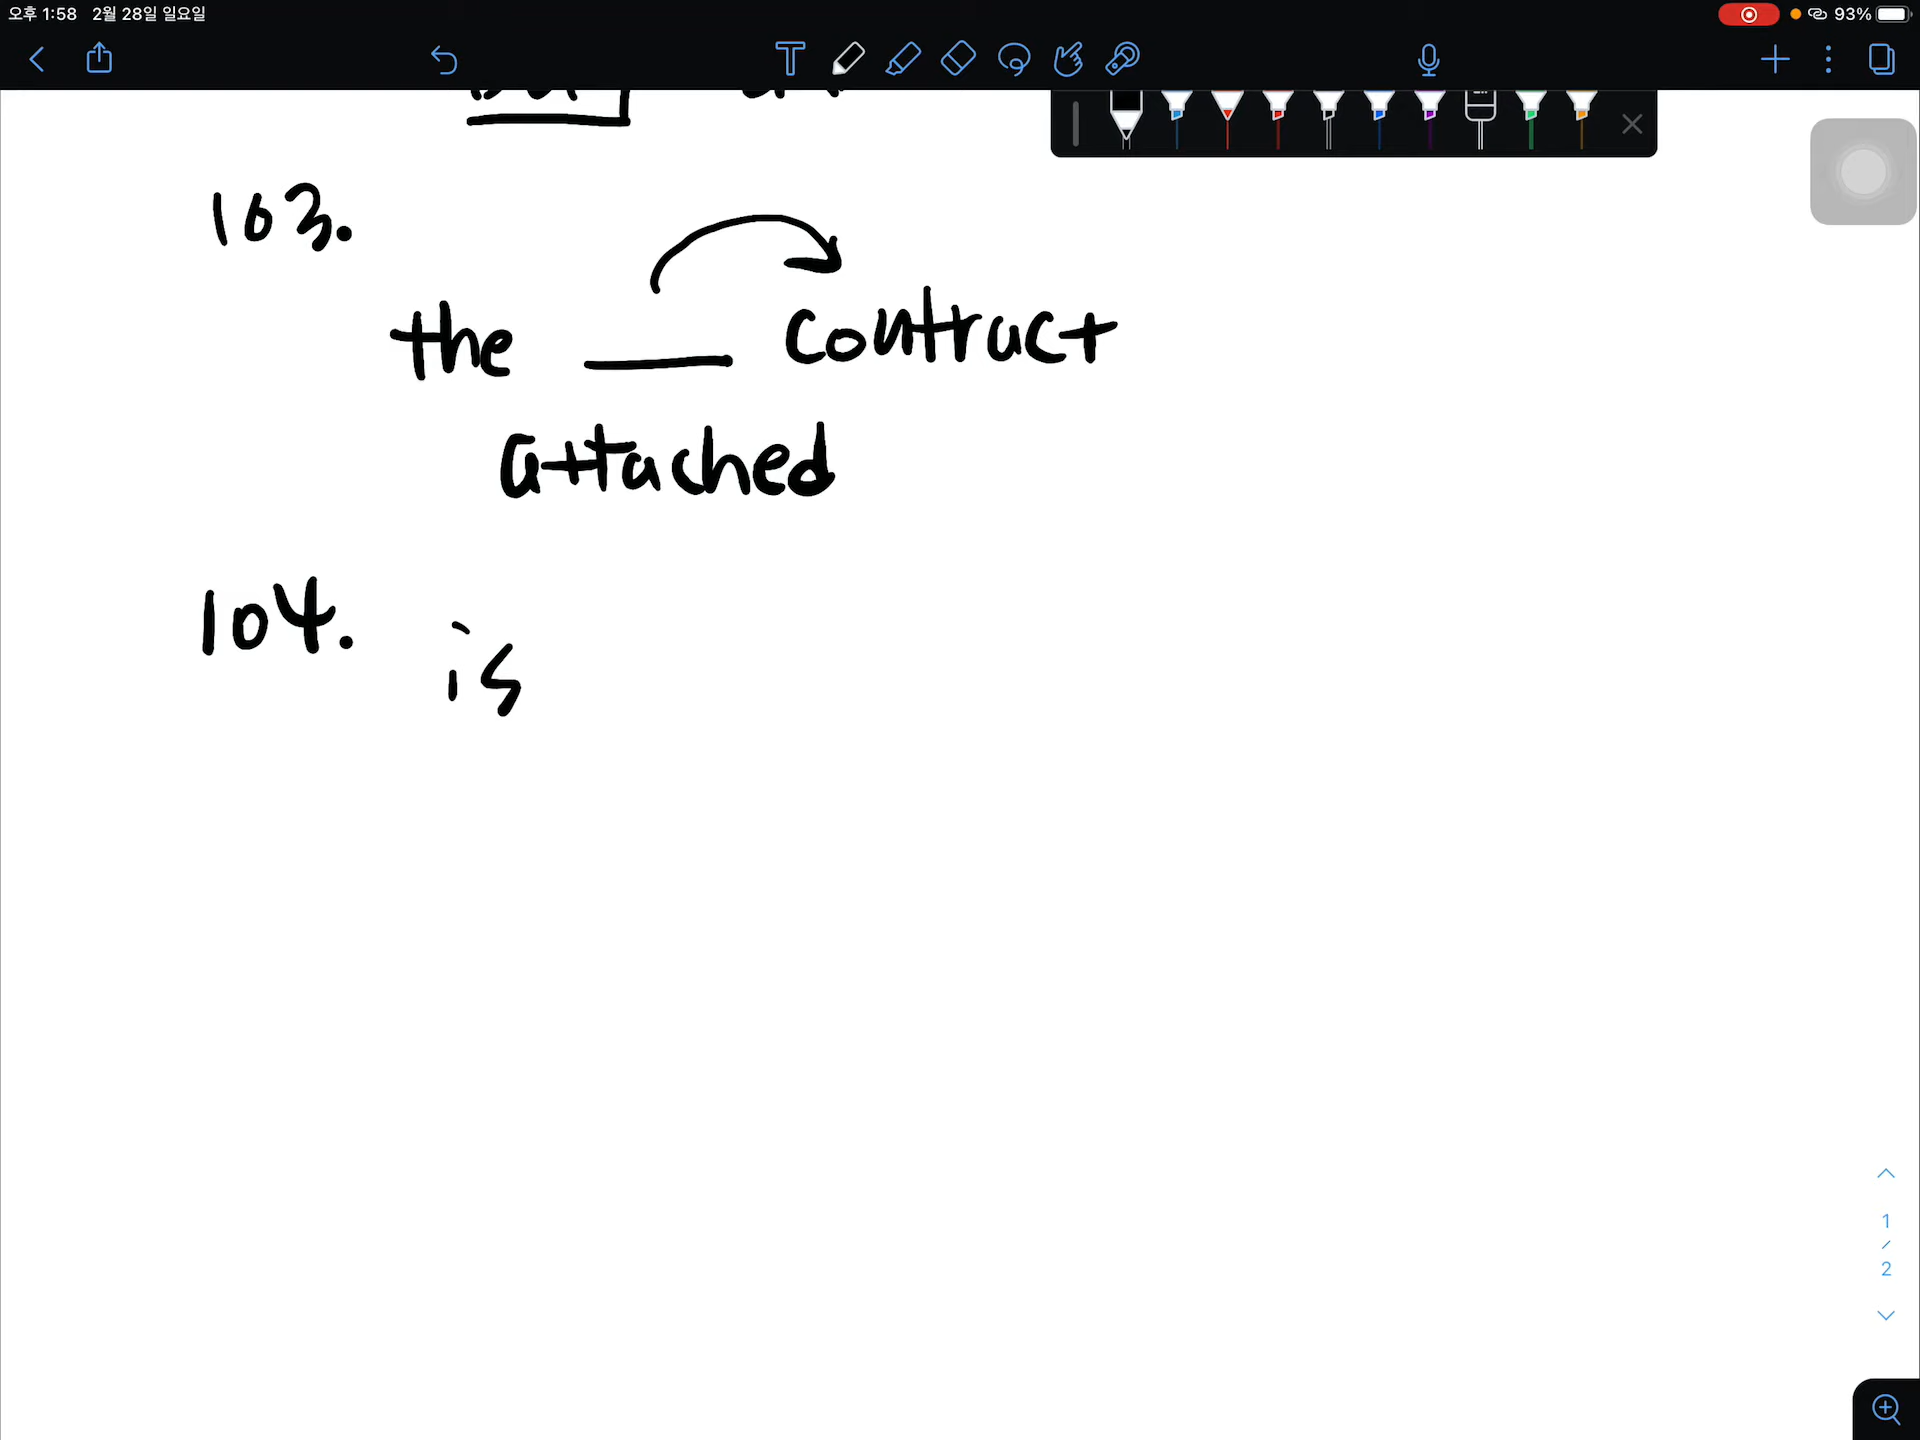 오후 1:58 2월 28일 일요일
93%
103.
the ___ contract
attached
104. is
1
/
2